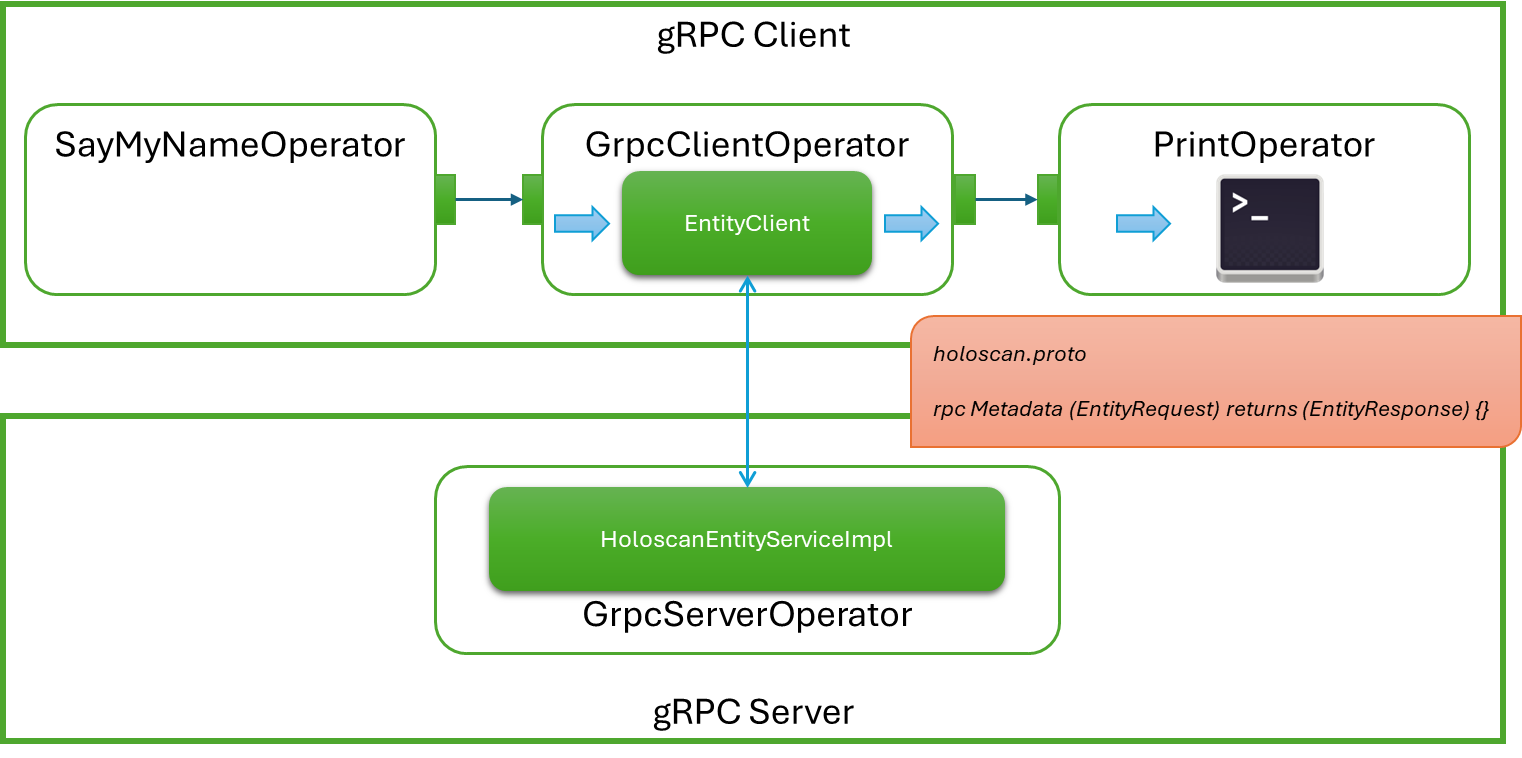 gRPC Client
SayMyNameOperator
GrpcClientOperator
PrintOperator
EntityClient
>_
holoscan.proto
rpc Metadata (EntityRequest) returns (EntityResponse) {}
HoloscanEntityServiceImpl
GrpcServerOperator
gRPC Server